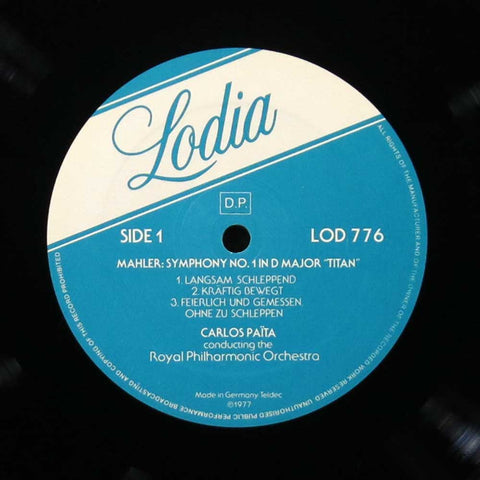 Lodia
D.P.
SIDE 1
LOD 776
MAHLER: SYMPHONY NO. 1 IN D MAJOR "TITAN"
1. LANGSAM SCHLEPPEND
2. KRÄFTIG BEWEGT
3. FEIERLICH UND GEMESSEN,
OHNE ZU SCHLEPPEN
CARLOS PAÏTA
conducting the
Royal Philharmonic Orchestra
Made in Germany Teldec
℗1977
ALL RIGHTS OF THE MANUFACTURER AND OF THE OWNER OF THE RECORDED WORK RESERVED UNAUTHORISED PUBLIC PERFORMANCE BROADCASTING AND COPYING OF THIS RECORD PROHIBITED